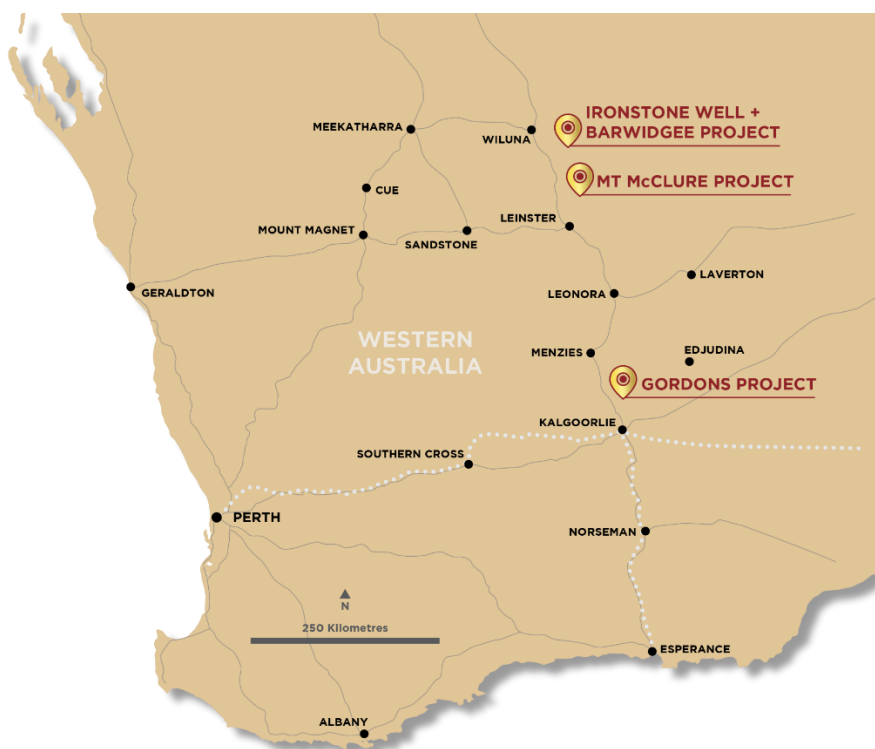 IRONSTONE WELL +
BARWIDGEE PROJECT
MEEKATHARRA
WILUNA
MT McCLURE PROJECT
CUE
LEINSTER
MOUNT MAGNET
SANDSTONE
LAVERTON
GERALDTON
LEONORA
WESTERN
AUSTRALIA
MENZIES
EDJUDINA
GORDONS PROJECT
KALGOORLIE
SOUTHERN CROSS
PERTH
NORSEMAN
N
250 Kilometres
ESPERANCE
ALBANY